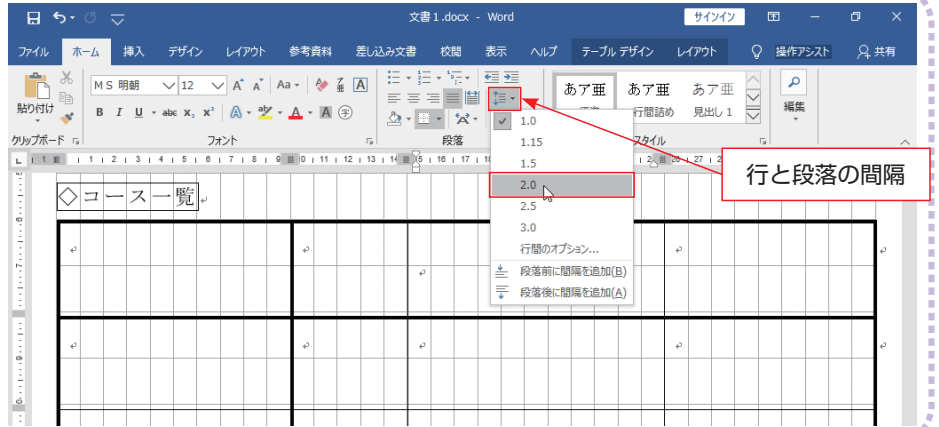 文書1.docx - Word
サインイン
ファイル ホーム 挿入 デザイン レイアウト 参考資料 差し込み文書 校閲 表示 ヘルプ テーブル デザイン レイアウト 操作アシスト 共有
貼り付け
MS 明朝 12
B I U abc X₂ X²
あア亜 あア亜 あア亜
行間詰め 見出し 1
編集
クリップボード フォント 段落 スタイル
1.0
1.15
1.5
2.0
2.5
3.0
行間のオプション...
段落前に間隔を追加(B)
段落後に間隔を追加(A)
行と段落の間隔
◇コース一覧